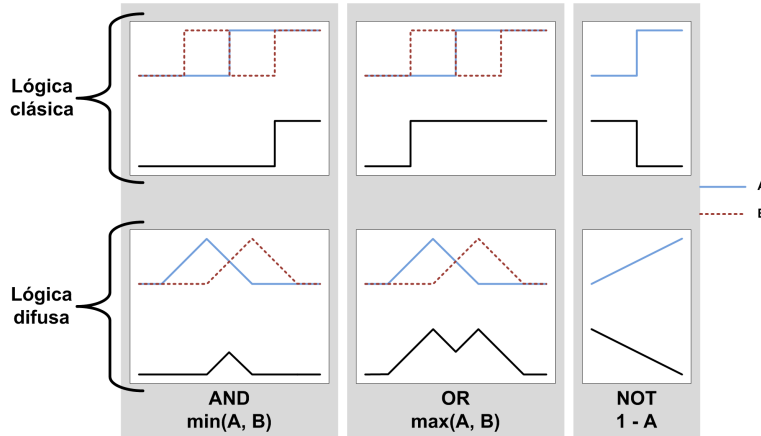 Lógica
clásica
A
B
Lógica
difusa
AND
min(A, B)
OR
max(A, B)
NOT
1 - A